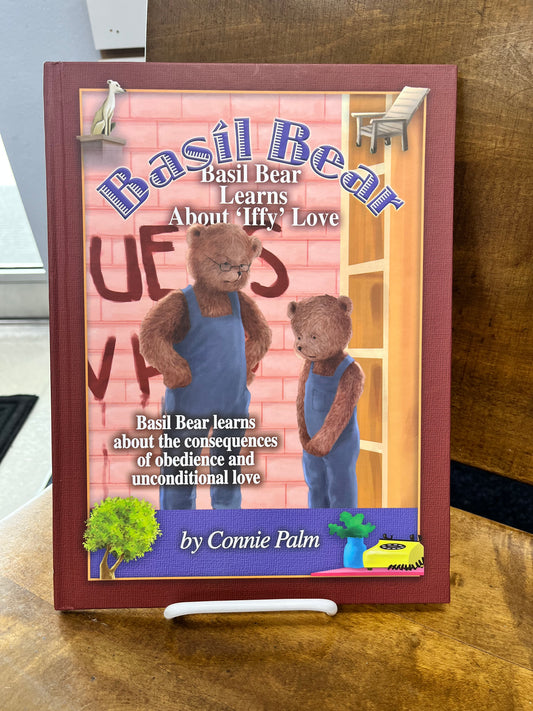 Basil Bear
Basil Bear
Learns
About 'Iffy' Love
Basil Bear learns
about the consequences
of obedience and
unconditional love
by Connie Palm